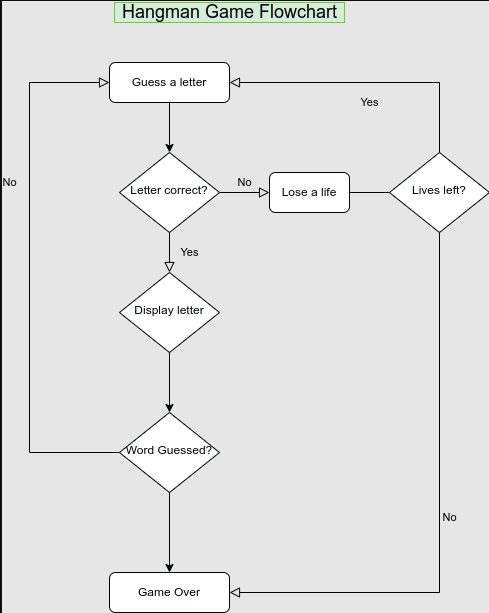 Hangman Game Flowchart
Guess a letter
Yes
No
Letter correct?
No
Lose a life
Lives left?
Yes
Display letter
Word Guessed?
No
Game Over